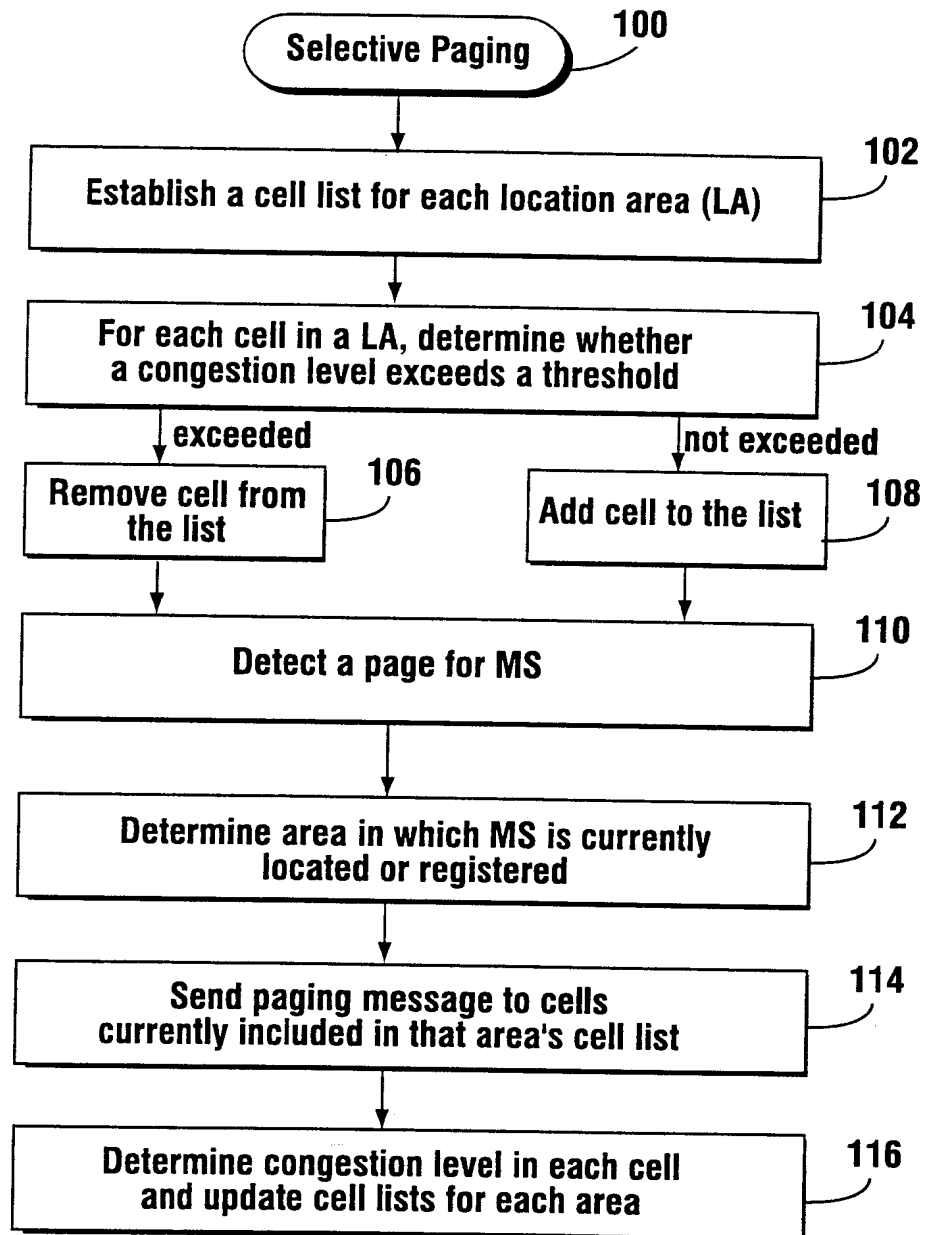 Selective Paging
100
102
Establish a cell list for each location area (LA)
104
For each cell in a LA, determine whether
a congestion level exceeds a threshold
exceeded
not exceeded
Remove cell from
the list
106
Add cell to the list
108
110
Detect a page for MS
112
Determine area in which MS is currently
located or registered
114
Send paging message to cells
currently included in that area's cell list
116
Determine congestion level in each cell
and update cell lists for each area